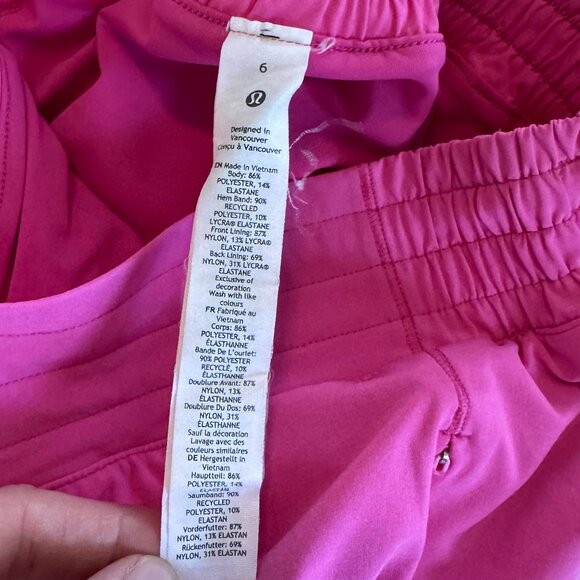 6
Designed in
Vancouver
Conçu à Vancouver
EN Made in Vietnam
Body: 86%
POLYESTER, 14%
ELASTANE
Hem Band: 90%
RECYCLED
POLYESTER, 10%
LYCRA® ELASTANE
Front Lining: 87%
NYLON, 13% LYCRA®
ELASTANE
Back Lining: 69%
NYLON, 31% LYCRA®
ELASTANE
Exclusive of
decoration
Wash with like
colours
FR Fabriqué au
Vietnam
Corps: 86%
POLYESTER, 14%
ÉLASTHANNE
Bande De L'ourlet:
90% POLYESTER
RECYCLÉ, 10%
ÉLASTHANNE
Doublure Avant: 87%
NYLON, 13%
ÉLASTHANNE
Doublure Du Dos: 69%
NYLON, 31%
ÉLASTHANNE
Sauf la décoration
Lavage avec des
couleurs similaires
DE Hergestellt in
Vietnam
Hauptteil: 86%
POLYESTER, 14%
ELASTAN
Saumband: 90%
RECYCLED
POLYESTER, 10%
ELASTAN
Vorderfutter: 87%
NYLON, 13% ELASTAN
Rückenfutter: 69%
NYLON, 31% ELASTAN